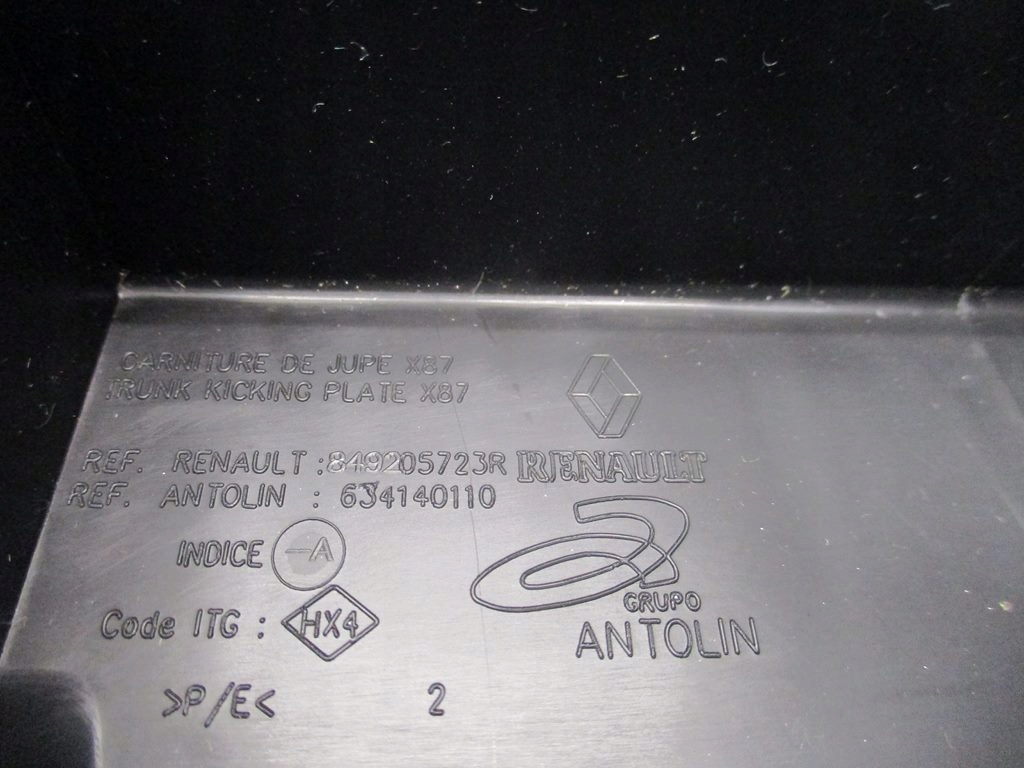 GARNITURE DE JUPE X87
TRUNK KICKING PLATE X87
REF. RENAULT : 849205723R
RENAULT
REF. ANTOLIN : 634140110
INDICE -A
GRUPO
ANTOLIN
Code ITG : HX4
>P/E< 2